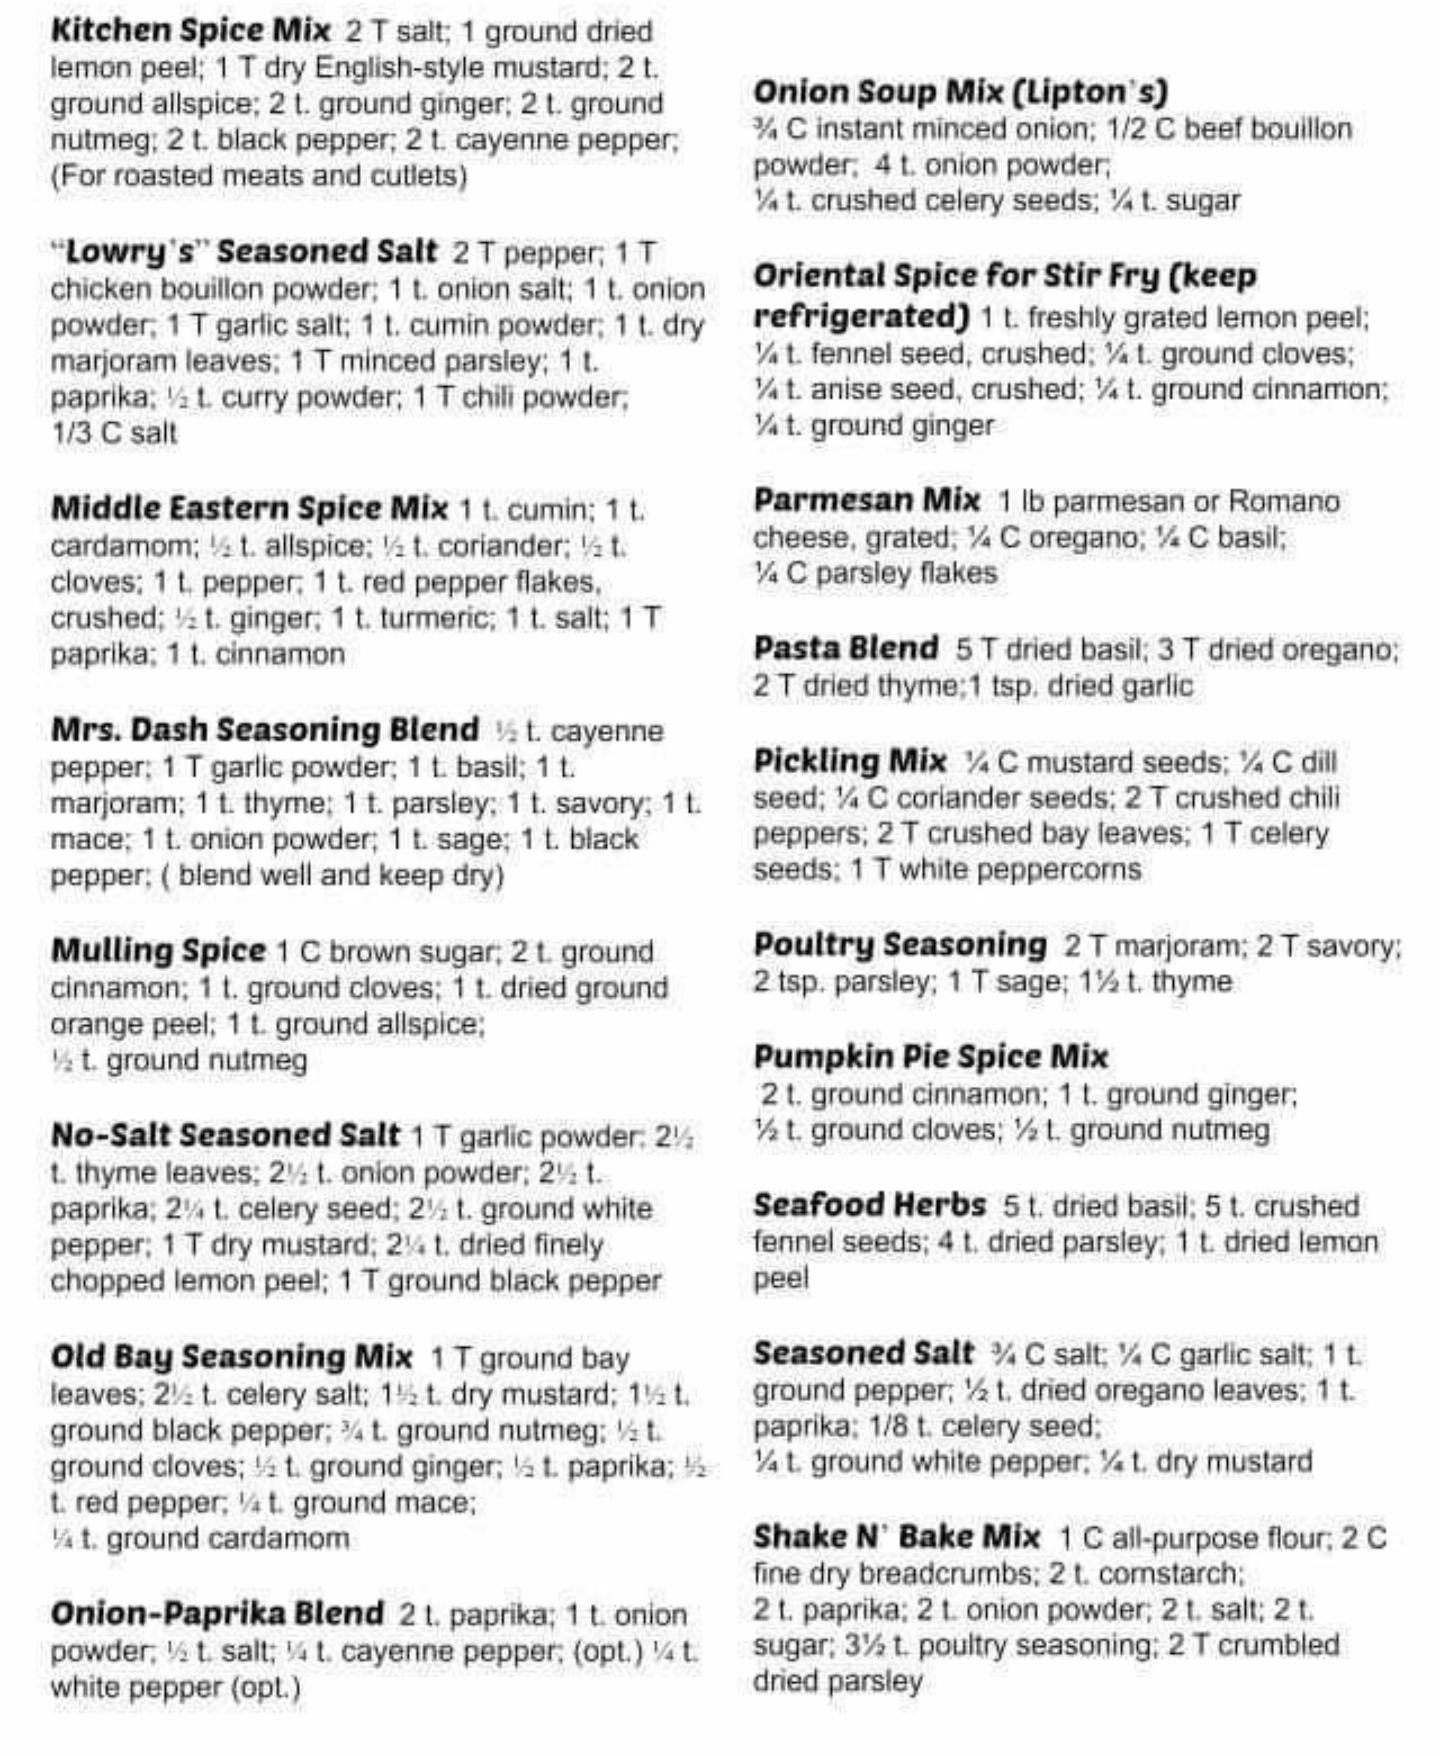 Kitchen Spice Mix 2 T salt; 1 ground dried
lemon peel; 1 T dry English-style mustard; 2 t.
ground allspice; 2 t. ground ginger; 2 t. ground
nutmeg; 2 t. black pepper; 2 t. cayenne pepper;
(For roasted meats and cutlets)
"Lowry's" Seasoned Salt 2 T pepper; 1 T
chicken bouillon powder; 1 t. onion salt; 1 t. onion
powder; 1 T garlic salt; 1 t. cumin powder; 1 t. dry
marjoram leaves; 1 T minced parsley; 1 t.
paprika; ½ t. curry powder; 1 T chili powder;
1/3 C salt
Middle Eastern Spice Mix 1 t. cumin; 1 t.
cardamom; ½ t. allspice; ½ t. coriander; ½ t.
cloves; 1 t. pepper; 1 t. red pepper flakes,
crushed; ½ t. ginger; 1 t. turmeric; 1 t. salt; 1 T
paprika; 1 t. cinnamon
Mrs. Dash Seasoning Blend ½ t. cayenne
pepper; 1 T garlic powder; 1 t. basil; 1 t.
marjoram; 1 t. thyme; 1 t. parsley; 1 t. savory; 1 t.
mace; 1 t. onion powder; 1 t. sage; 1 t. black
pepper; ( blend well and keep dry)
Mulling Spice 1 C brown sugar; 2 t. ground
cinnamon; 1 t. ground cloves; 1 t. dried ground
orange peel; 1 t. ground allspice;
½ t. ground nutmeg
No-Salt Seasoned Salt 1 T garlic powder; 2½
t. thyme leaves; 2½ t. onion powder; 2½ t.
paprika; 2¼ t. celery seed; 2½ t. ground white
pepper; 1 T dry mustard; 2¼ t. dried finely
chopped lemon peel; 1 T ground black pepper
Old Bay Seasoning Mix 1 T ground bay
leaves; 2½ t. celery salt; 1½ t. dry mustard; 1½ t.
ground black pepper; ¾ t. ground nutmeg; ½ t.
ground cloves; ½ t. ground ginger; ½ t. paprika; ½
t. red pepper; ¼ t. ground mace;
¼ t. ground cardamom
Onion-Paprika Blend 2 t. paprika; 1 t. onion
powder; ½ t. salt; ¼ t. cayenne pepper; (opt.) ¼ t.
white pepper (opt.)
Onion Soup Mix (Lipton's)
¾ C instant minced onion; 1/2 C beef bouillon
powder; 4 t. onion powder;
¼ t. crushed celery seeds; ¼ t. sugar
Oriental Spice for Stir Fry (keep
refrigerated) 1 t. freshly grated lemon peel;
¼ t. fennel seed, crushed; ¼ t. ground cloves;
¼ t. anise seed, crushed; ¼ t. ground cinnamon;
¼ t. ground ginger
Parmesan Mix 1 lb parmesan or Romano
cheese, grated; ¼ C oregano; ¼ C basil;
¼ C parsley flakes
Pasta Blend 5 T dried basil; 3 T dried oregano;
2 T dried thyme;1 tsp. dried garlic
Pickling Mix ¼ C mustard seeds; ¼ C dill
seed; ¼ C coriander seeds; 2 T crushed chili
peppers; 2 T crushed bay leaves; 1 T celery
seeds; 1 T white peppercorns
Poultry Seasoning 2 T marjoram; 2 T savory;
2 tsp. parsley; 1 T sage; 1½ t. thyme
Pumpkin Pie Spice Mix
2 t. ground cinnamon; 1 t. ground ginger;
½ t. ground cloves; ½ t. ground nutmeg
Seafood Herbs 5 t. dried basil; 5 t. crushed
fennel seeds; 4 t. dried parsley; 1 t. dried lemon
peel
Seasoned Salt ¾ C salt; ¼ C garlic salt; 1 t.
ground pepper; ½ t. dried oregano leaves; 1 t.
paprika; 1/8 t. celery seed;
¼ t. ground white pepper; ¼ t. dry mustard
Shake N' Bake Mix 1 C all-purpose flour; 2 C
fine dry breadcrumbs; 2 t. cornstarch;
2 t. paprika; 2 t. onion powder; 2 t. salt; 2 t.
sugar; 3½ t. poultry seasoning; 2 T crumbled
dried parsley